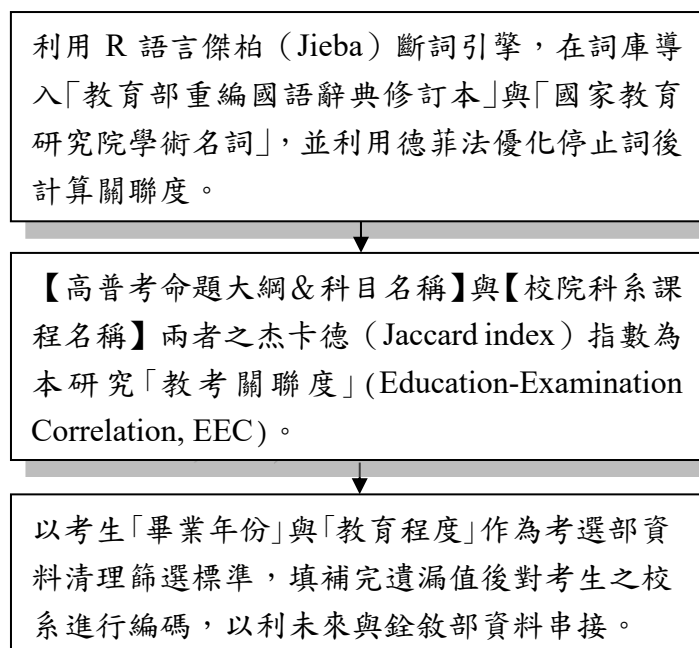 利用 R 語言傑柏（Jieba）斷詞引擎，在詞庫導
入「教育部重編國語辭典修訂本」與「國家教育
研究院學術名詞」，並利用德菲法優化停止詞後
計算關聯度。
【高普考命題大綱＆科目名稱】與【校院科系課
程名稱】兩者之杰卡德（Jaccard index）指數為
本研究「教考關聯度」(Education-Examination
Correlation, EEC)。
以考生「畢業年份」與「教育程度」作為考選部資
料清理篩選標準，填補完遺漏值後對考生之校
系進行編碼，以利未來與銓敘部資料串接。